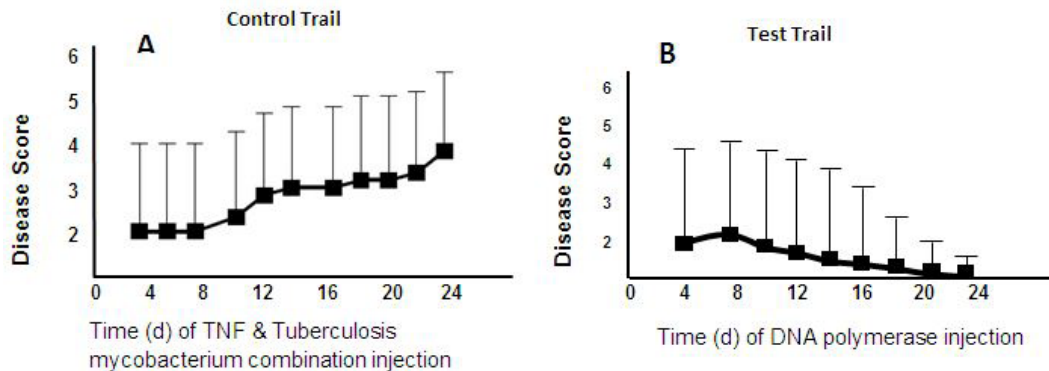 Control Trail
A
6
5
4
3
2
Disease Score
0 4 8 12 16 20 24
Time (d) of TNF & Tuberculosis
mycobacterium combination injection
Test Trail
B
6
5
4
3
2
Disease Score
0 4 8 12 16 20 24
Time (d) of DNA polymerase injection